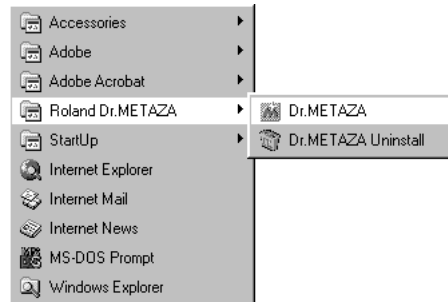 Accessories
Adobe
Adobe Acrobat
Roland Dr.METAZA
StartUp
Internet Explorer
Internet Mail
Internet News
MS-DOS Prompt
Windows Explorer
Dr.METAZA
Dr.METAZA Uninstall